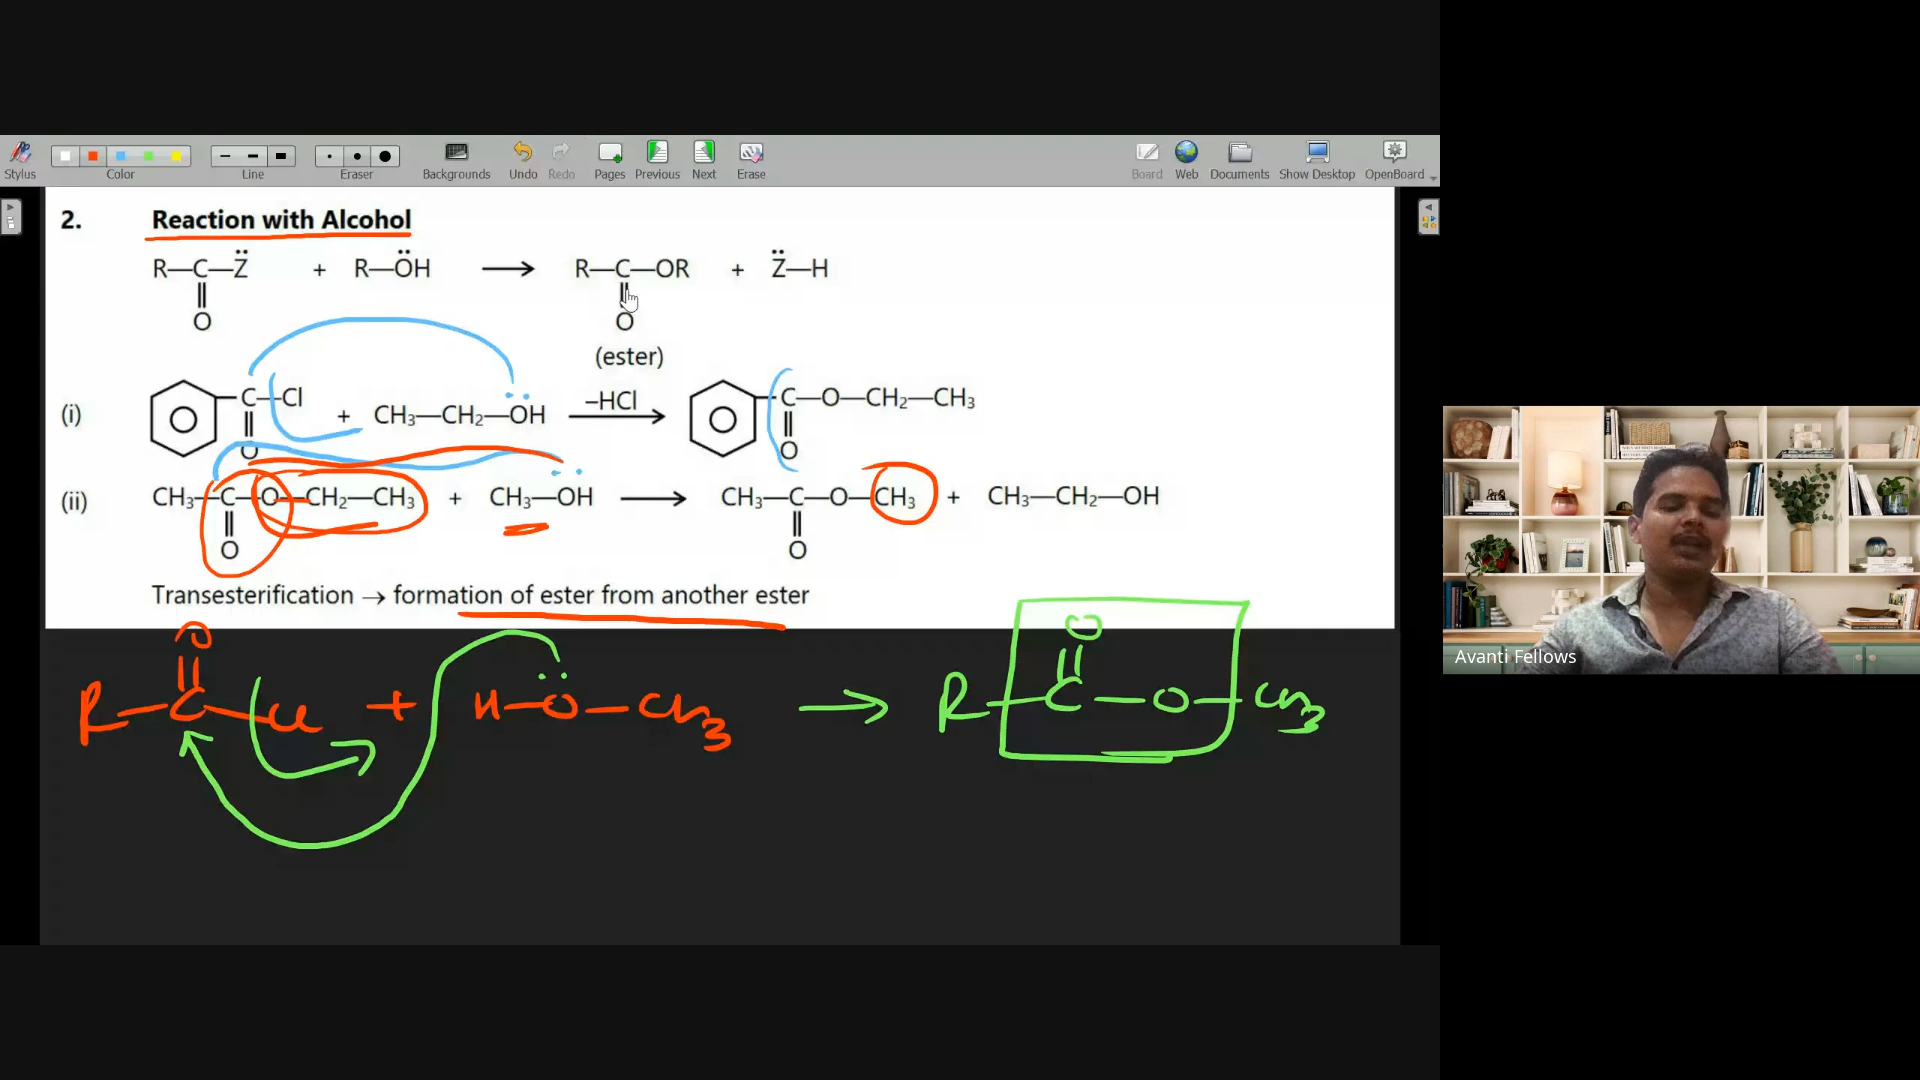 Stylus Color Line Eraser Backgrounds Undo Redo Pages Previous Next Erase Board Web Documents Show Desktop OpenBoard
2. Reaction with Alcohol
R—C—Z̈ + R—ÖH ⟶ R—C—OR + Z̈—H
|| ||
O O
(ester)
(i) C—Cl + CH₃—CH₂—OH –HCl ⟶ C—O—CH₂—CH₃
|| ||
O O
(ii) CH₃—C—O—CH₂—CH₃ + CH₃—OH ⟶ CH₃—C—O—CH₃ + CH₃—CH₂—OH
|| ||
O O
Transesterification → formation of ester from another ester
O O
|| ||
R—C—Cl + H—Ö—CH₃ → R—C—O—CH₃
Avanti Fellows